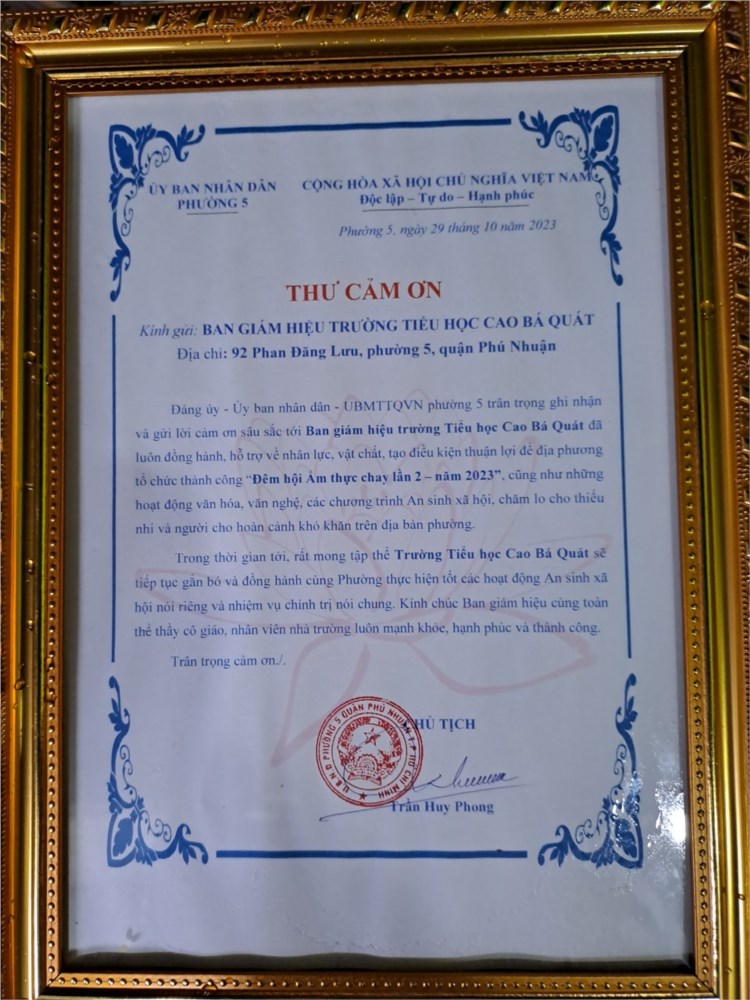 ỦY BAN NHÂN DÂN
PHƯỜNG 5
CỘNG HÒA XÃ HỘI CHỦ NGHĨA VIỆT NAM
Độc lập – Tự do – Hạnh phúc
Phường 5, ngày 29 tháng 10 năm 2023
THƯ CẢM ƠN
Kính gửi: BAN GIÁM HIỆU TRƯỜNG TIỂU HỌC CAO BÁ QUÁT
Địa chỉ: 92 Phan Đăng Lưu, phường 5, quận Phú Nhuận
Đảng ủy - Ủy ban nhân dân - UBMTTQVN phường 5 trân trọng ghi nhận
và gửi lời cảm ơn sâu sắc tới Ban giám hiệu trường Tiểu học Cao Bá Quát đã
luôn đồng hành, hỗ trợ về nhân lực, vật chất, tạo điều kiện thuận lợi để địa phương
tổ chức thành công "Đêm hội Ẩm thực chay lần 2 – năm 2023", cũng như những
hoạt động văn hóa, văn nghệ, các chương trình An sinh xã hội, chăm lo cho thiếu
nhi và người cho hoàn cảnh khó khăn trên địa bàn phường.
Trong thời gian tới, rất mong tập thể Trường Tiểu học Cao Bá Quát sẽ
tiếp tục gắn bó và đồng hành cùng Phường thực hiện tốt các hoạt động An sinh xã
hội nói riêng và nhiệm vụ chính trị nói chung. Kính chúc Ban giám hiệu cùng toàn
thể thầy cô giáo, nhân viên nhà trường luôn mạnh khỏe, hạnh phúc và thành công.
Trân trọng cảm ơn./.
CHỦ TỊCH
U.B.N.D PHƯỜNG 5 QUẬN PHÚ NHUẬN T.P HỒ CHÍ MINH
Trần Huy Phong